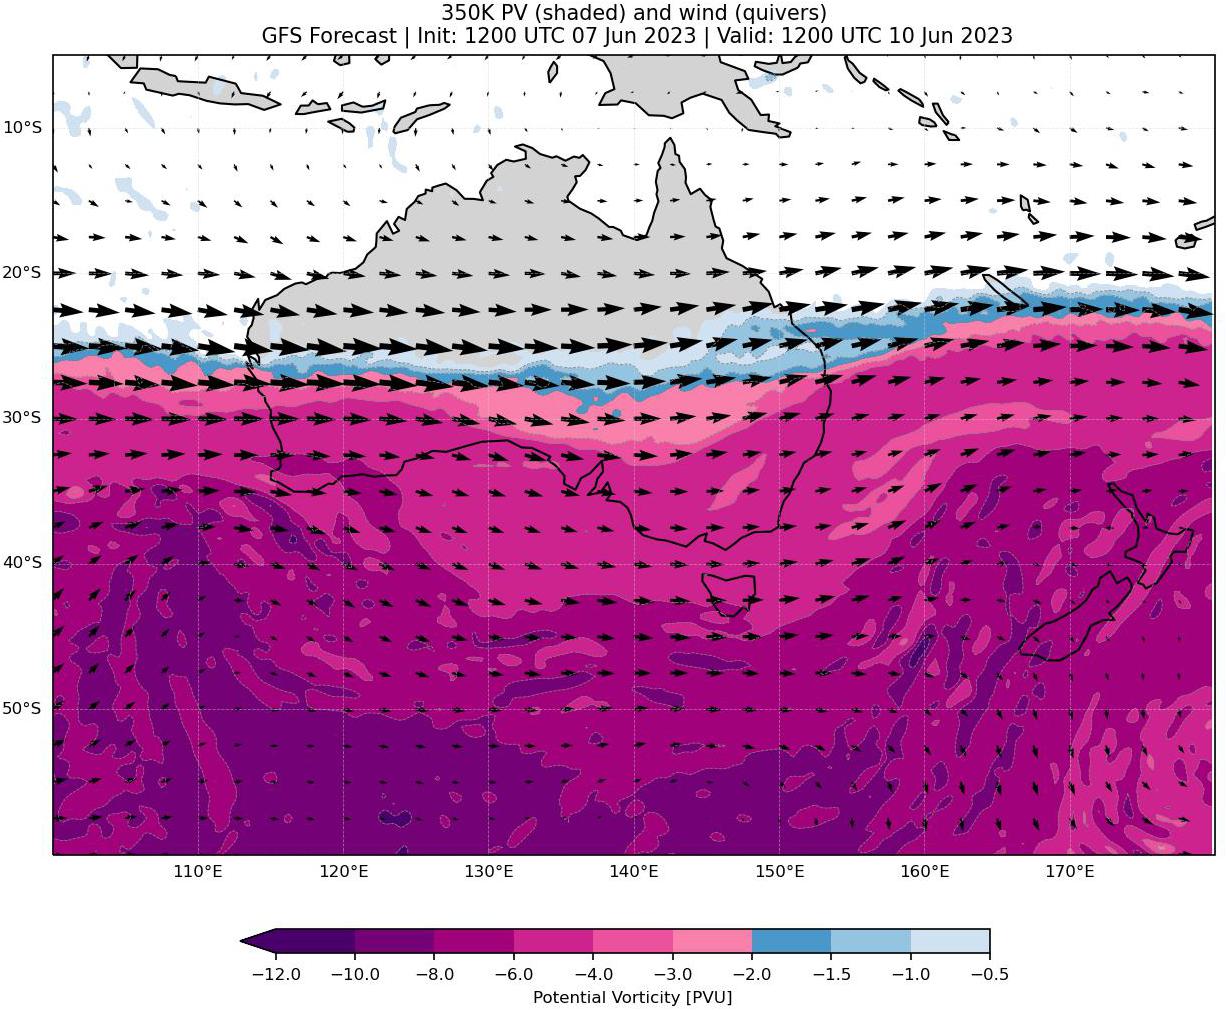 350K PV (shaded) and wind (quivers)
GFS Forecast | Init: 1200 UTC 07 Jun 2023 | Valid: 1200 UTC 10 Jun 2023
10°S
20°S
30°S
40°S
50°S
110°E 120°E 130°E 140°E 150°E 160°E 170°E
−12.0 −10.0 −8.0 −6.0 −4.0 −3.0 −2.0 −1.5 −1.0 −0.5
Potential Vorticity [PVU]